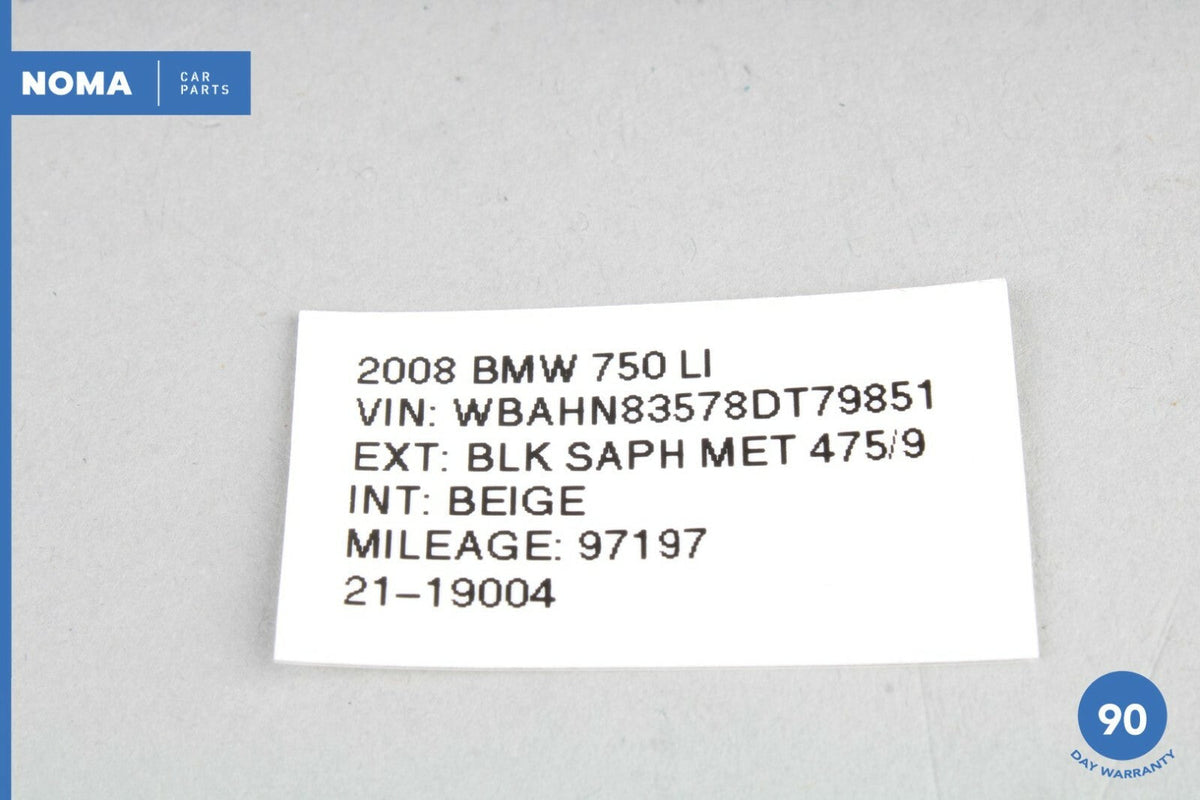 NOMA
CAR
PARTS
2008 BMW 750 LI
VIN: WBAHN83578DT79851
EXT: BLK SAPH MET 475/9
INT: BEIGE
MILEAGE: 97197
21-19004
90
DAY WARRANTY